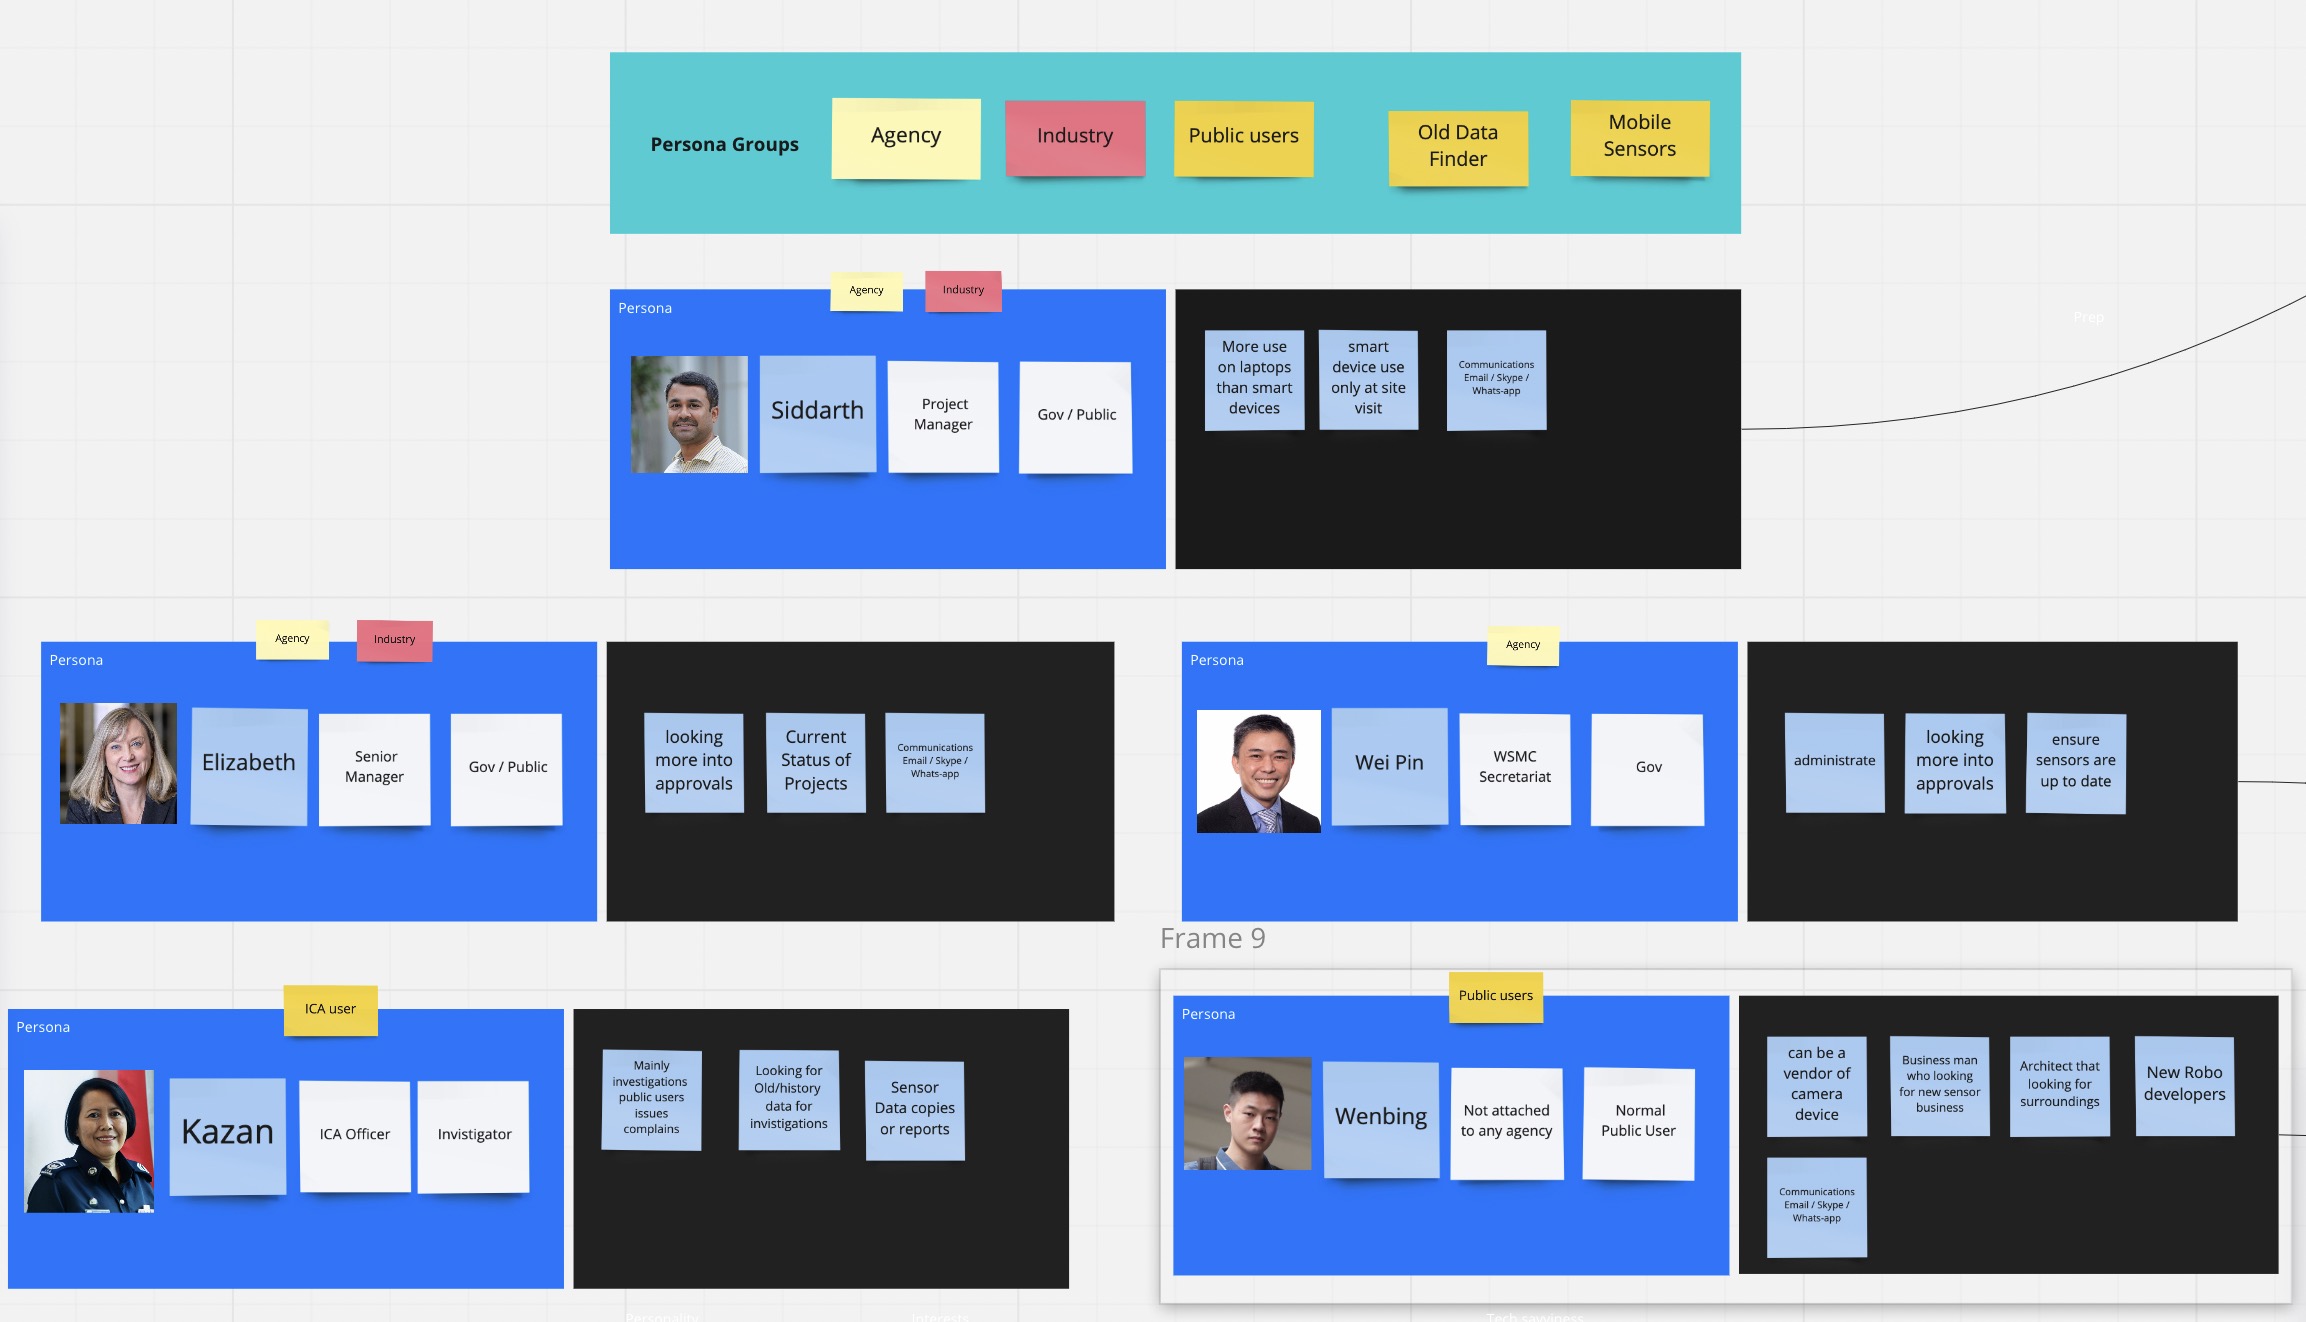 Persona Groups
Agency
Industry
Public users
Old Data
Finder
Mobile
Sensors
Agency
Industry
Persona
Siddarth
Project
Manager
Gov / Public
More use
on laptops
than smart
devices
smart
device use
only at site
visit
Communications
Email / Skype /
Whats-app
Prep
Agency
Industry
Persona
Elizabeth
Senior
Manager
Gov / Public
looking
more into
approvals
Current
Status of
Projects
Communications
Email / Skype /
Whats-app
Agency
Persona
Wei Pin
WSMC
Secretariat
Gov
administrate
looking
more into
approvals
ensure
sensors are
up to date
ICA user
Persona
Kazan
ICA Officer
Invistigator
Mainly
investigations
public users
issues
complains
Looking for
Old/history
data for
invistigations
Sensor
Data copies
or reports
Frame 9
Public users
Persona
Wenbing
Not attached
to any agency
Normal
Public User
can be a
vendor of
camera
device
Business man
who looking
for new sensor
business
Architect that
looking for
surroundings
New Robo
developers
Communications
Email / Skype /
Whats-app
Personality
Interests
Tech savviness